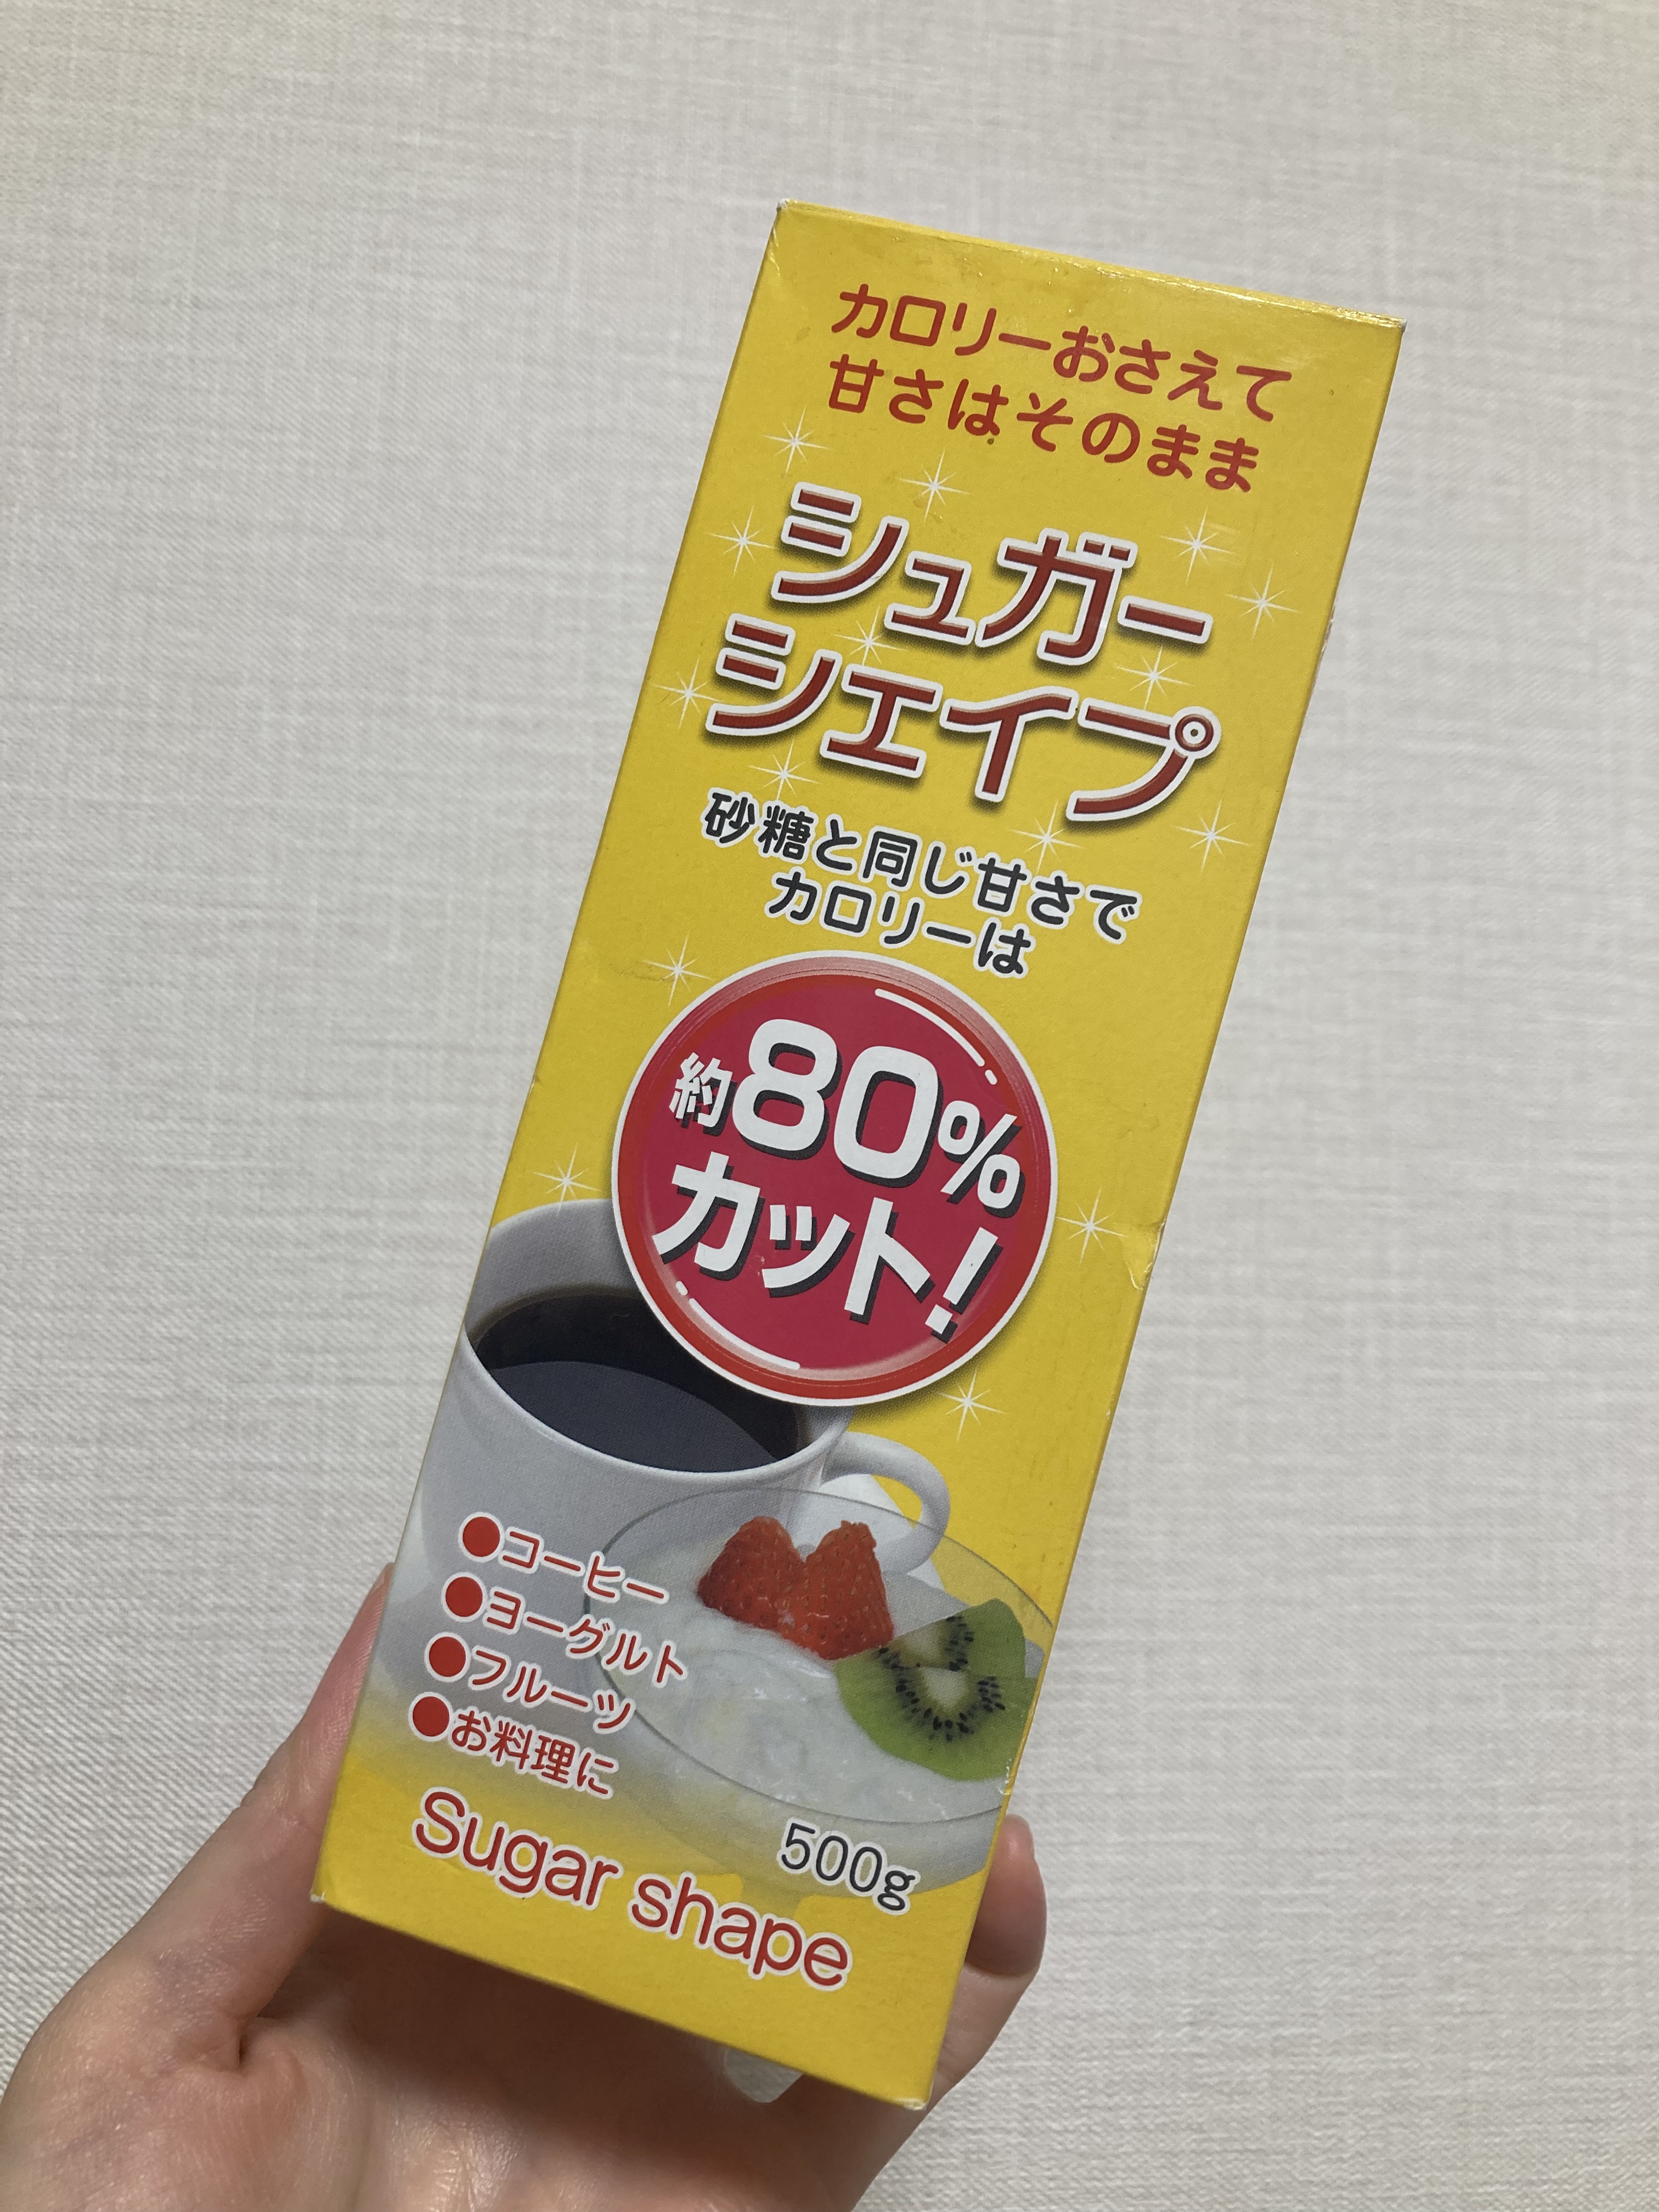 カロリーおさえて
甘さはそのまま
シュガー
シェイプ
砂糖と同じ甘さで
カロリーは
約80%
カット!
●コーヒー
●ヨーグルト
●フルーツ
●お料理に
500g
Sugar shape